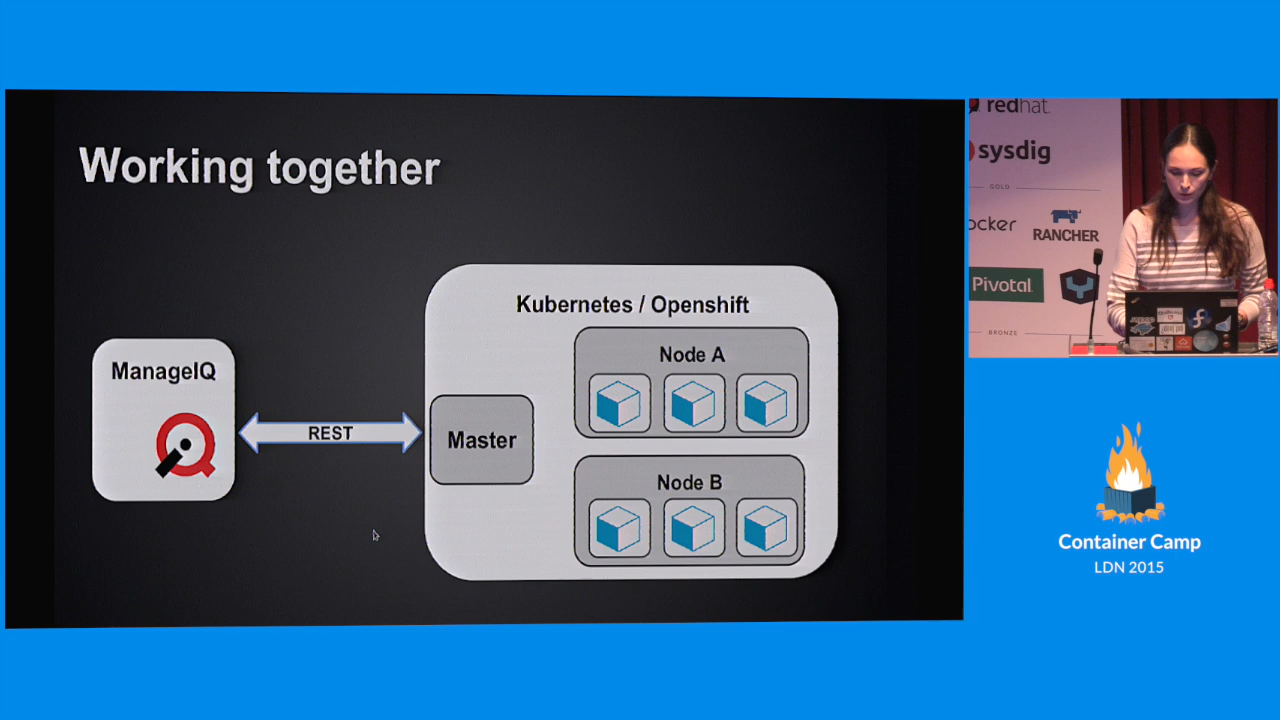 Working together
Kubernetes / Openshift
Node A
ManageIQ
REST
Master
Node B
redhat
sysdig
GOLD
ocker
RANCHER
Pivotal
BRONZE
Container Camp
LDN 2015